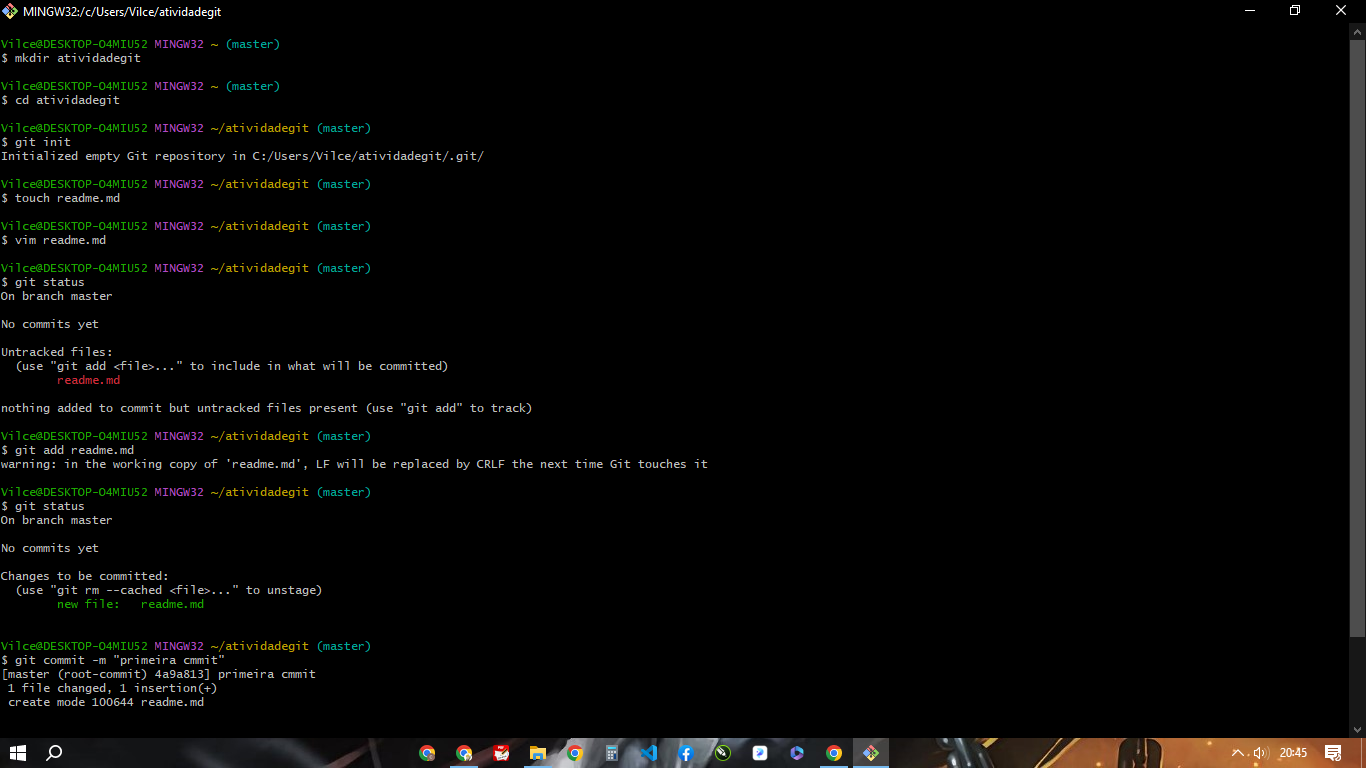 MINGW32:/c/Users/Vilce/atividadegit
Vilce@DESKTOP-O4MIU52 MINGW32 ~ (master)
$ mkdir atividadegit
Vilce@DESKTOP-O4MIU52 MINGW32 ~ (master)
$ cd atividadegit
Vilce@DESKTOP-O4MIU52 MINGW32 ~/atividadegit (master)
$ git init
Initialized empty Git repository in C:/Users/Vilce/atividadegit/.git/
Vilce@DESKTOP-O4MIU52 MINGW32 ~/atividadegit (master)
$ touch readme.md
Vilce@DESKTOP-O4MIU52 MINGW32 ~/atividadegit (master)
$ vim readme.md
Vilce@DESKTOP-O4MIU52 MINGW32 ~/atividadegit (master)
$ git status
On branch master
No commits yet
Untracked files:
(use "git add <file>..." to include in what will be committed)
readme.md
nothing added to commit but untracked files present (use "git add" to track)
Vilce@DESKTOP-O4MIU52 MINGW32 ~/atividadegit (master)
$ git add readme.md
warning: in the working copy of 'readme.md', LF will be replaced by CRLF the next time Git touches it
Vilce@DESKTOP-O4MIU52 MINGW32 ~/atividadegit (master)
$ git status
On branch master
No commits yet
Changes to be committed:
(use "git rm --cached <file>..." to unstage)
new file:   readme.md
Vilce@DESKTOP-O4MIU52 MINGW32 ~/atividadegit (master)
$ git commit -m "primeira cmmit"
[master (root-commit) 4a9a813] primeira cmmit
1 file changed, 1 insertion(+)
create mode 100644 readme.md
20:45